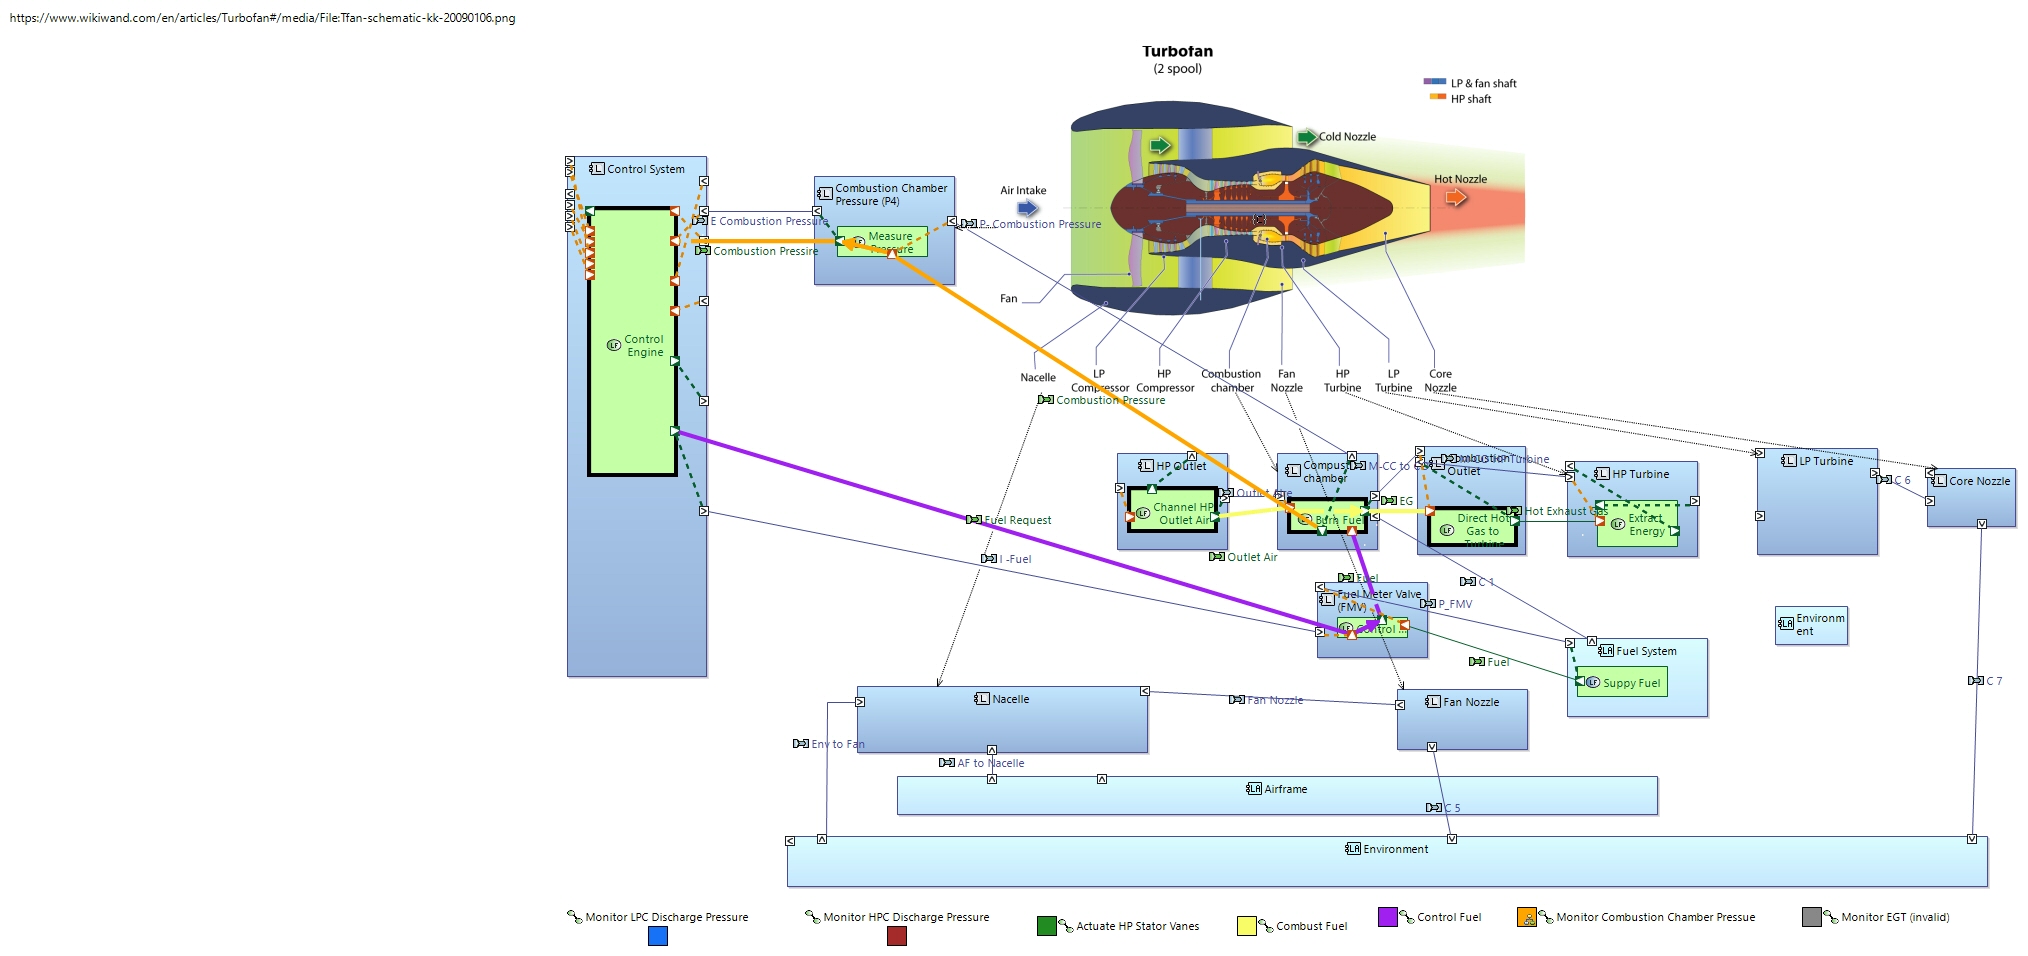 https://www.wikiwand.com/en/articles/Turbofan#/media/File:Tfan-schematic-kk-20090106.png
Turbofan
(2 spool)
LP & fan shaft
HP shaft
Cold Nozzle
Hot Nozzle
Air Intake
Fan
Control System
Control
Engine
Combustion Chamber
Pressure (P4)
Measure
Pressure
E Combustion Pressure
Combustion Pressire
P- Combustion Pressure
Nacelle
LP
Compressor
HP
Compressor
Combustion
chamber
Fan
Nozzle
HP
Turbine
LP
Turbine
Core
Nozzle
Combustion Pressure
HP Outlet
Channel HP
Outlet Air
Outlet Air
chamber
Burn Fuel
M-CC to
EG
Combustion
Outlet
Direct Hot
Gas to
Turbine
Hot Exhaust Gas
HP Turbine
Extract
Energy
LP Turbine
C 6
Core Nozzle
Fuel Request
I -Fuel
Fuel
Fuel Meter Valve
(FMV)
Control ...
P_FMV
C 1
Fuel
Environm
ent
Fuel System
Suppy Fuel
C 7
Nacelle
Fan Nozzle
Fan Nozzle
Env to Fan
AF to Nacelle
Airframe
C 5
Environment
Monitor LPC Discharge Pressure
Monitor HPC Discharge Pressure
Actuate HP Stator Vanes
Combust Fuel
Control Fuel
Monitor Combustion Chamber Pressue
Monitor EGT (invalid)